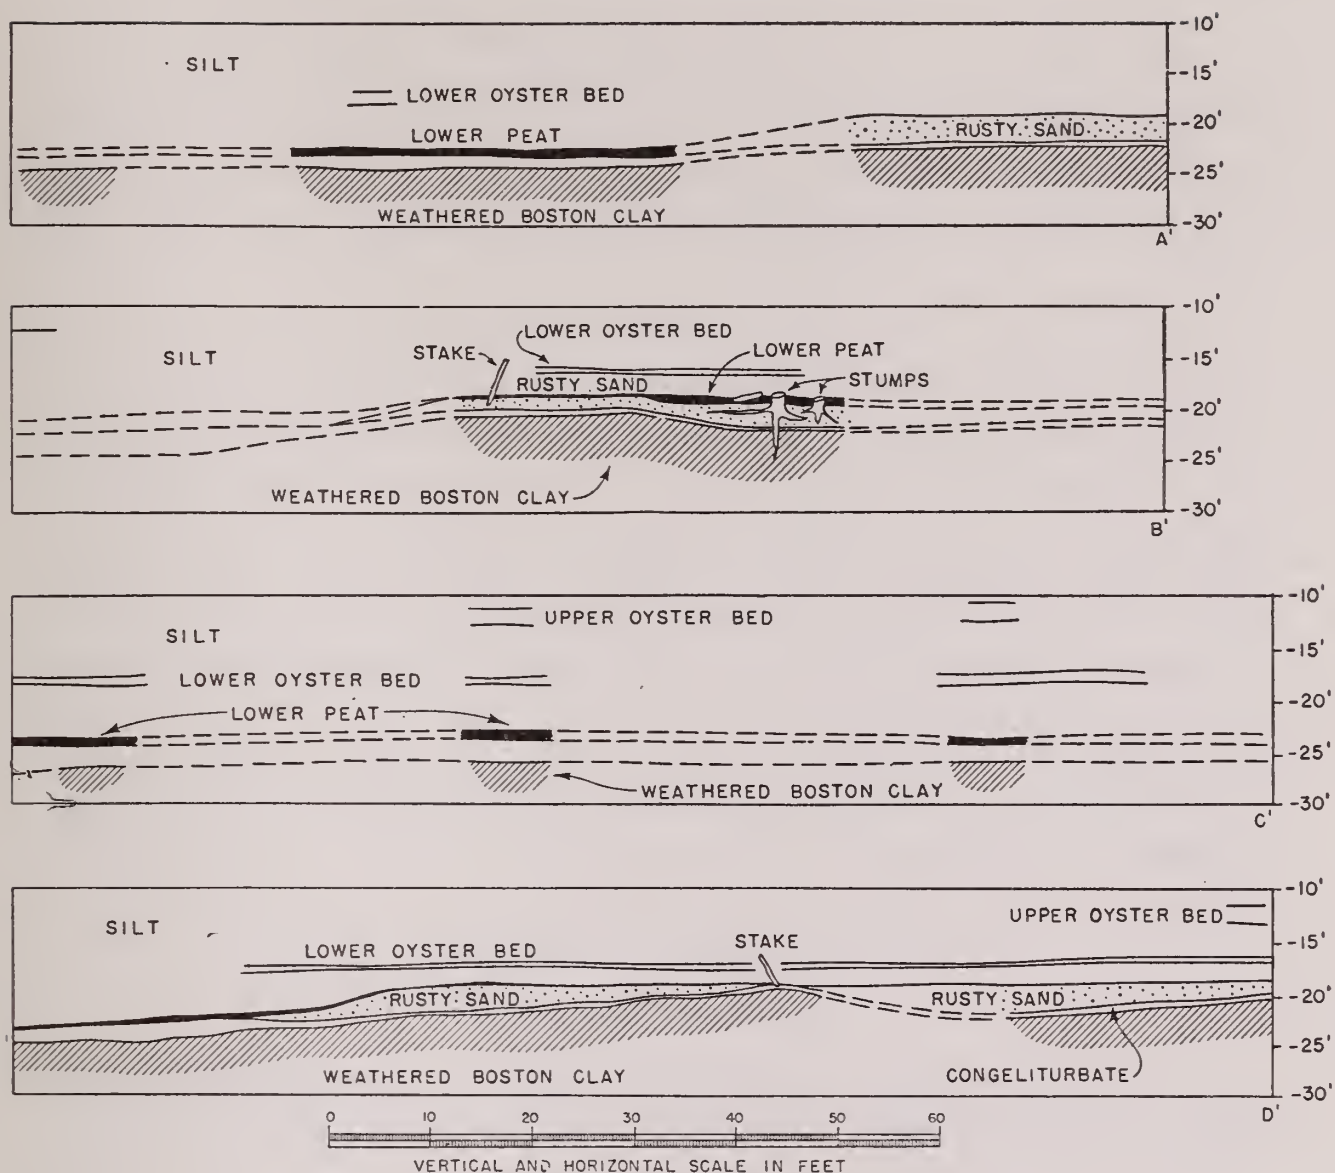 -10'
SILT
-15'
LOWER OYSTER BED
LOWER PEAT
RUSTY SAND
-20'
-25'
WEATHERED BOSTON CLAY
-30'
A'
-10'
LOWER OYSTER BED
STAKE
SILT
LOWER PEAT
-15'
RUSTY SAND
STUMPS
-20'
-25'
WEATHERED BOSTON CLAY
-30'
B'
-10'
UPPER OYSTER BED
SILT
-15'
LOWER OYSTER BED
LOWER PEAT
-20'
-25'
WEATHERED BOSTON CLAY
-30'
C'
-10'
SILT
UPPER OYSTER BED
STAKE
LOWER OYSTER BED
-15'
RUSTY SAND
RUSTY SAND
-20'
-25'
WEATHERED BOSTON CLAY
CONGELITURBATE
-30'
D'
0 10 20 30 40 50 60
VERTICAL AND HORIZONTAL SCALE IN FEET